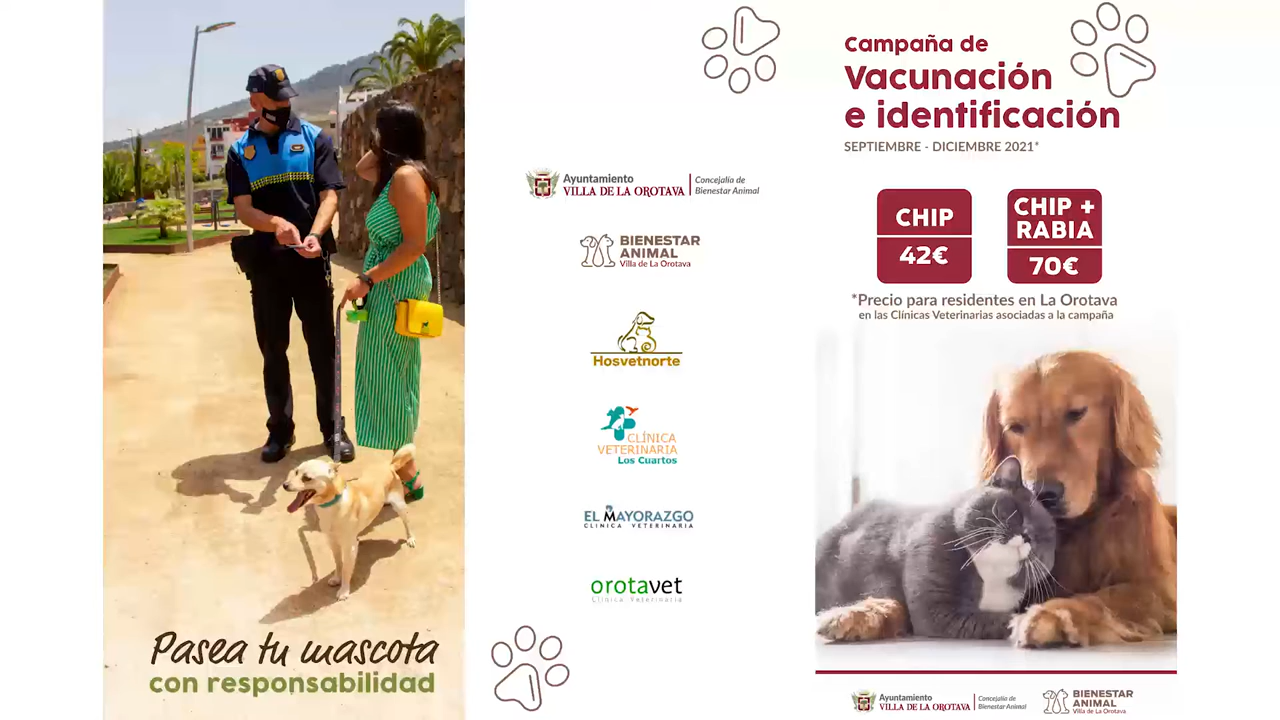 Pasea tu mascota
con responsabilidad
Ayuntamiento
VILLA DE LA OROTAVA
Concejalía de
Bienestar Animal
BIENESTAR
ANIMAL
Villa de La Orotava
Hosvetnorte
CLÍNICA
VETERINARIA
Los Cuartos
EL MAYORAZGO
CLINICA VETERINARIA
orotavet
Clínica Veterinaria
Campaña de
Vacunación
e identificación
SEPTIEMBRE - DICIEMBRE 2021*
CHIP
42€
CHIP +
RABIA
70€
*Precio para residentes en La Orotava
en las Clínicas Veterinarias asociadas a la campaña
Ayuntamiento
VILLA DE LA OROTAVA
Concejalía de
Bienestar Animal
BIENESTAR
ANIMAL
Villa de La Orotava